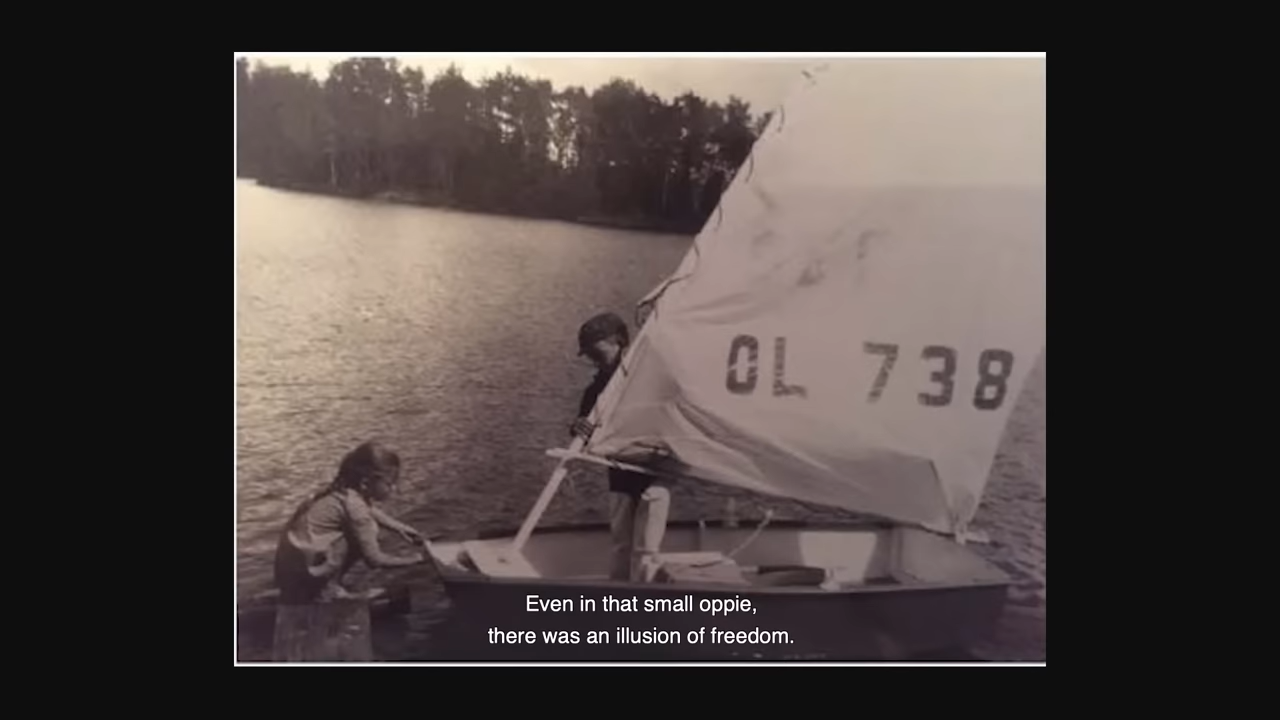 OL 738
Even in that small oppie,
there was an illusion of freedom.